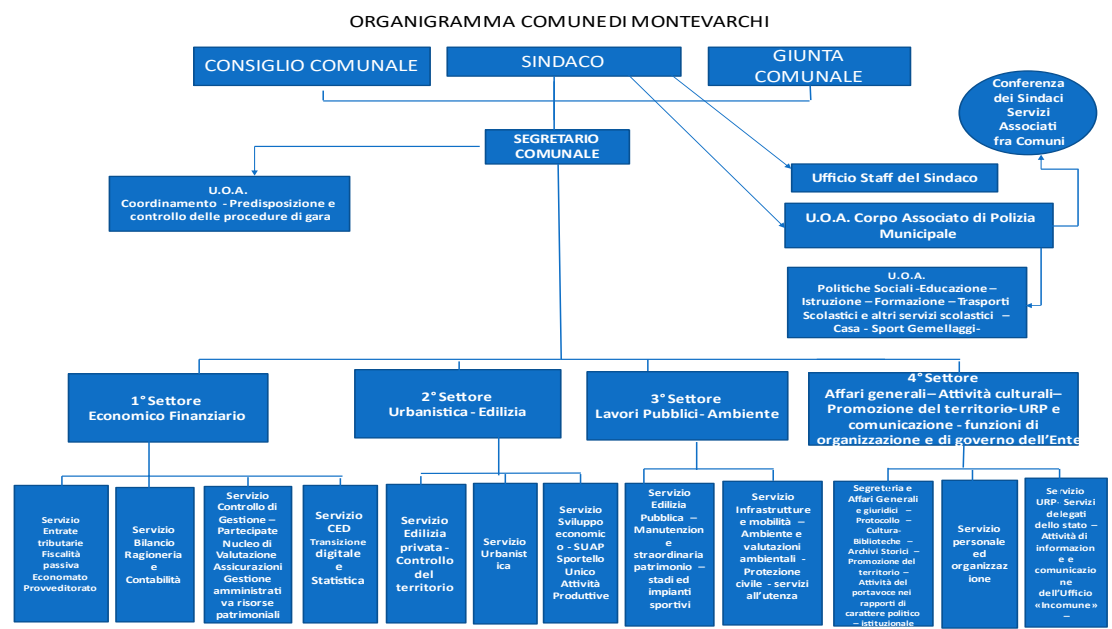 ORGANIGRAMMA COMUNE DI MONTEVARCHI
CONSIGLIO COMUNALE
SINDACO
GIUNTA
COMUNALE
Conferenza
dei Sindaci
Servizi
Associati
fra Comuni
SEGRETARIO
COMUNALE
U.O.A.
Coordinamento - Predisposizione e
controllo delle procedure di gara
Ufficio Staff del Sindaco
U.O.A. Corpo Associato di Polizia
Municipale
U.O.A.
Politiche Sociali -Educazione –
Istruzione – Formazione – Trasporti
Scolastici e altri servizi scolastici –
Casa - Sport Gemellaggi-
1° Settore
Economico Finanziario
2° Settore
Urbanistica - Edilizia
3° Settore
Lavori Pubblici- Ambiente
4° Settore
Affari generali– Attività culturali–
Promozione del territorio–URP e
comunicazione - funzioni di
organizzazione e di governo dell'Ente
Servizio
Entrate
tributarie
Fiscalità
passiva
Economato
Provveditorato
Servizio
Bilancio
Ragioneria
e
Contabilità
Servizio
Controllo di
Gestione –
Partecipate
Nucleo di
Valutazione
Assicurazioni
Gestione
amministrati
va risorse
patrimoniali
Servizio
CED
Transizione
digitale
e
Statistica
Servizio
Edilizia
privata -
Controllo
del
territorio
Servizio
Urbanist
ica
Servizio
Sviluppo
economic
o - SUAP
Sportello
Unico
Attività
Produttive
Servizio
Edilizia
Pubblica –
Manutenzion
e
straordinaria
patrimonio –
stadi ed
impianti
sportivi
Servizio
Infrastrutture
e mobilità –
Ambiente e
valutazioni
ambientali -
Protezione
civile - servizi
all'utenza
Segreteria e
Affari Generali
e giuridici –
Protocollo –
Cultura-
Biblioteche –
Archivi Storici –
Promozione del
territorio –
Attività del
portavoce nei
rapporti di
carattere politico
– istituzionale
Servizio
personale
ed
organizzaz
ione
Servizio
URP- Servizi
delegati
dello stato –
Attività di
informazion
e e
comunicazio
ne
dell'Ufficio
«Incomune»
–